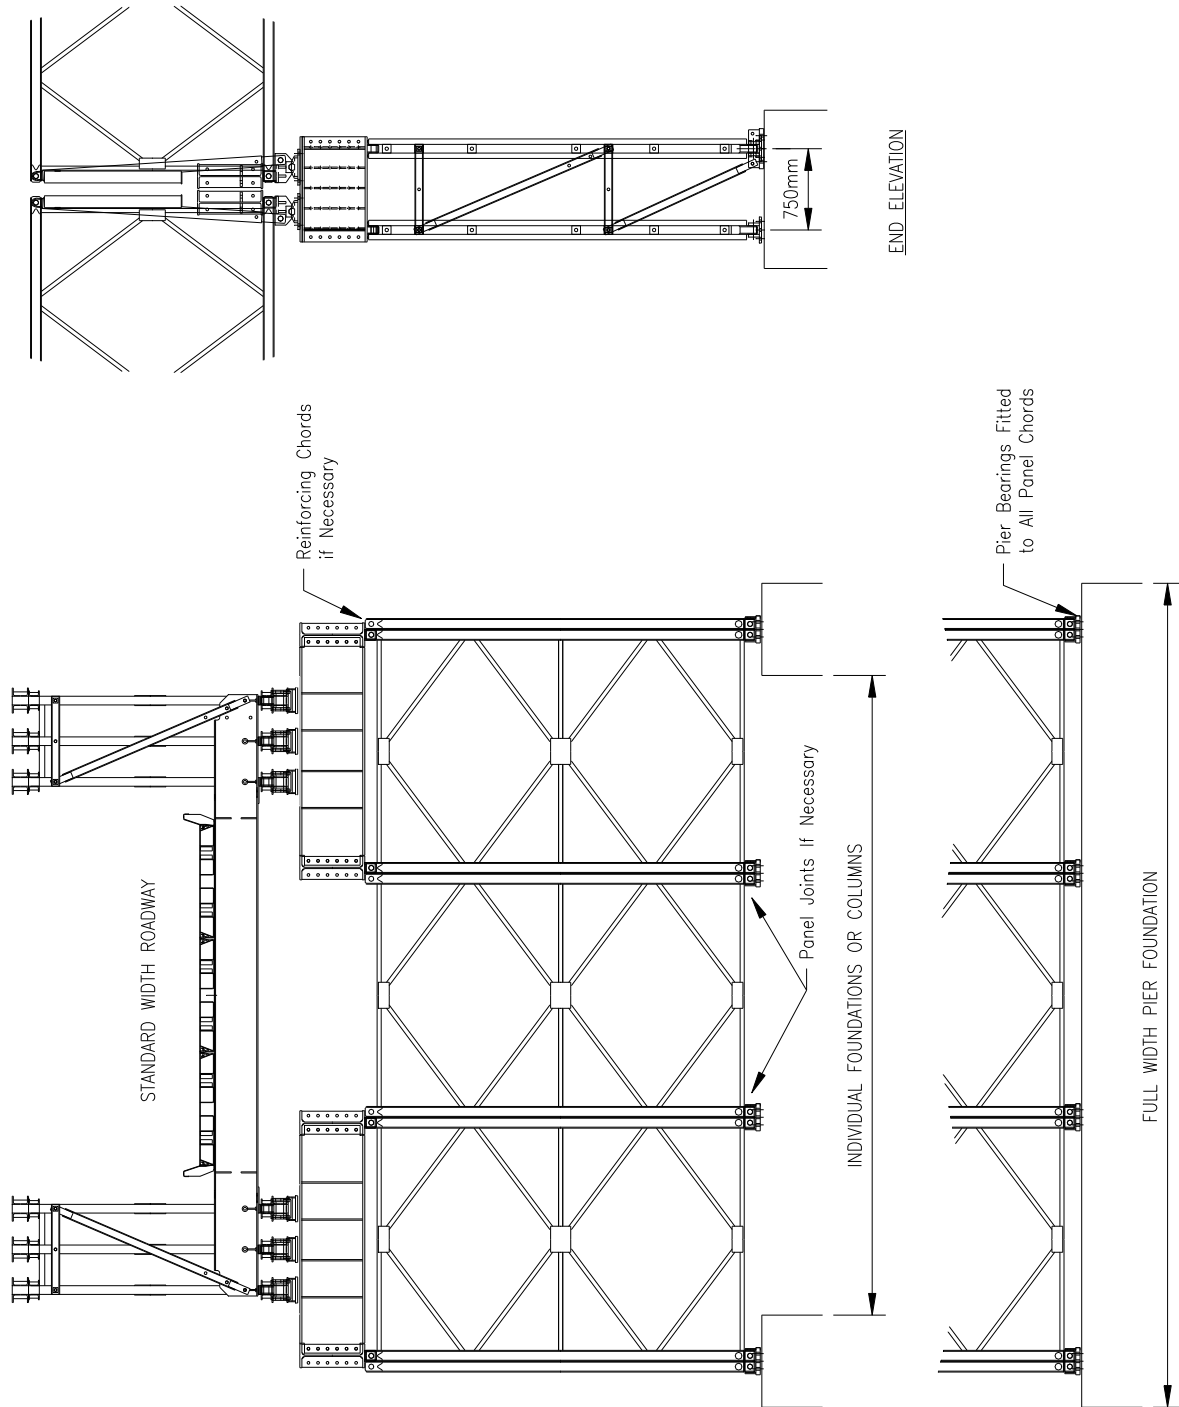 STANDARD WIDTH ROADWAY
Reinforcing Chords
if Necessary
Panel Joints If Necessary
INDIVIDUAL FOUNDATIONS OR COLUMNS
Pier Bearings Fitted
to All Panel Chords
FULL WIDTH PIER FOUNDATION
750mm
END ELEVATION